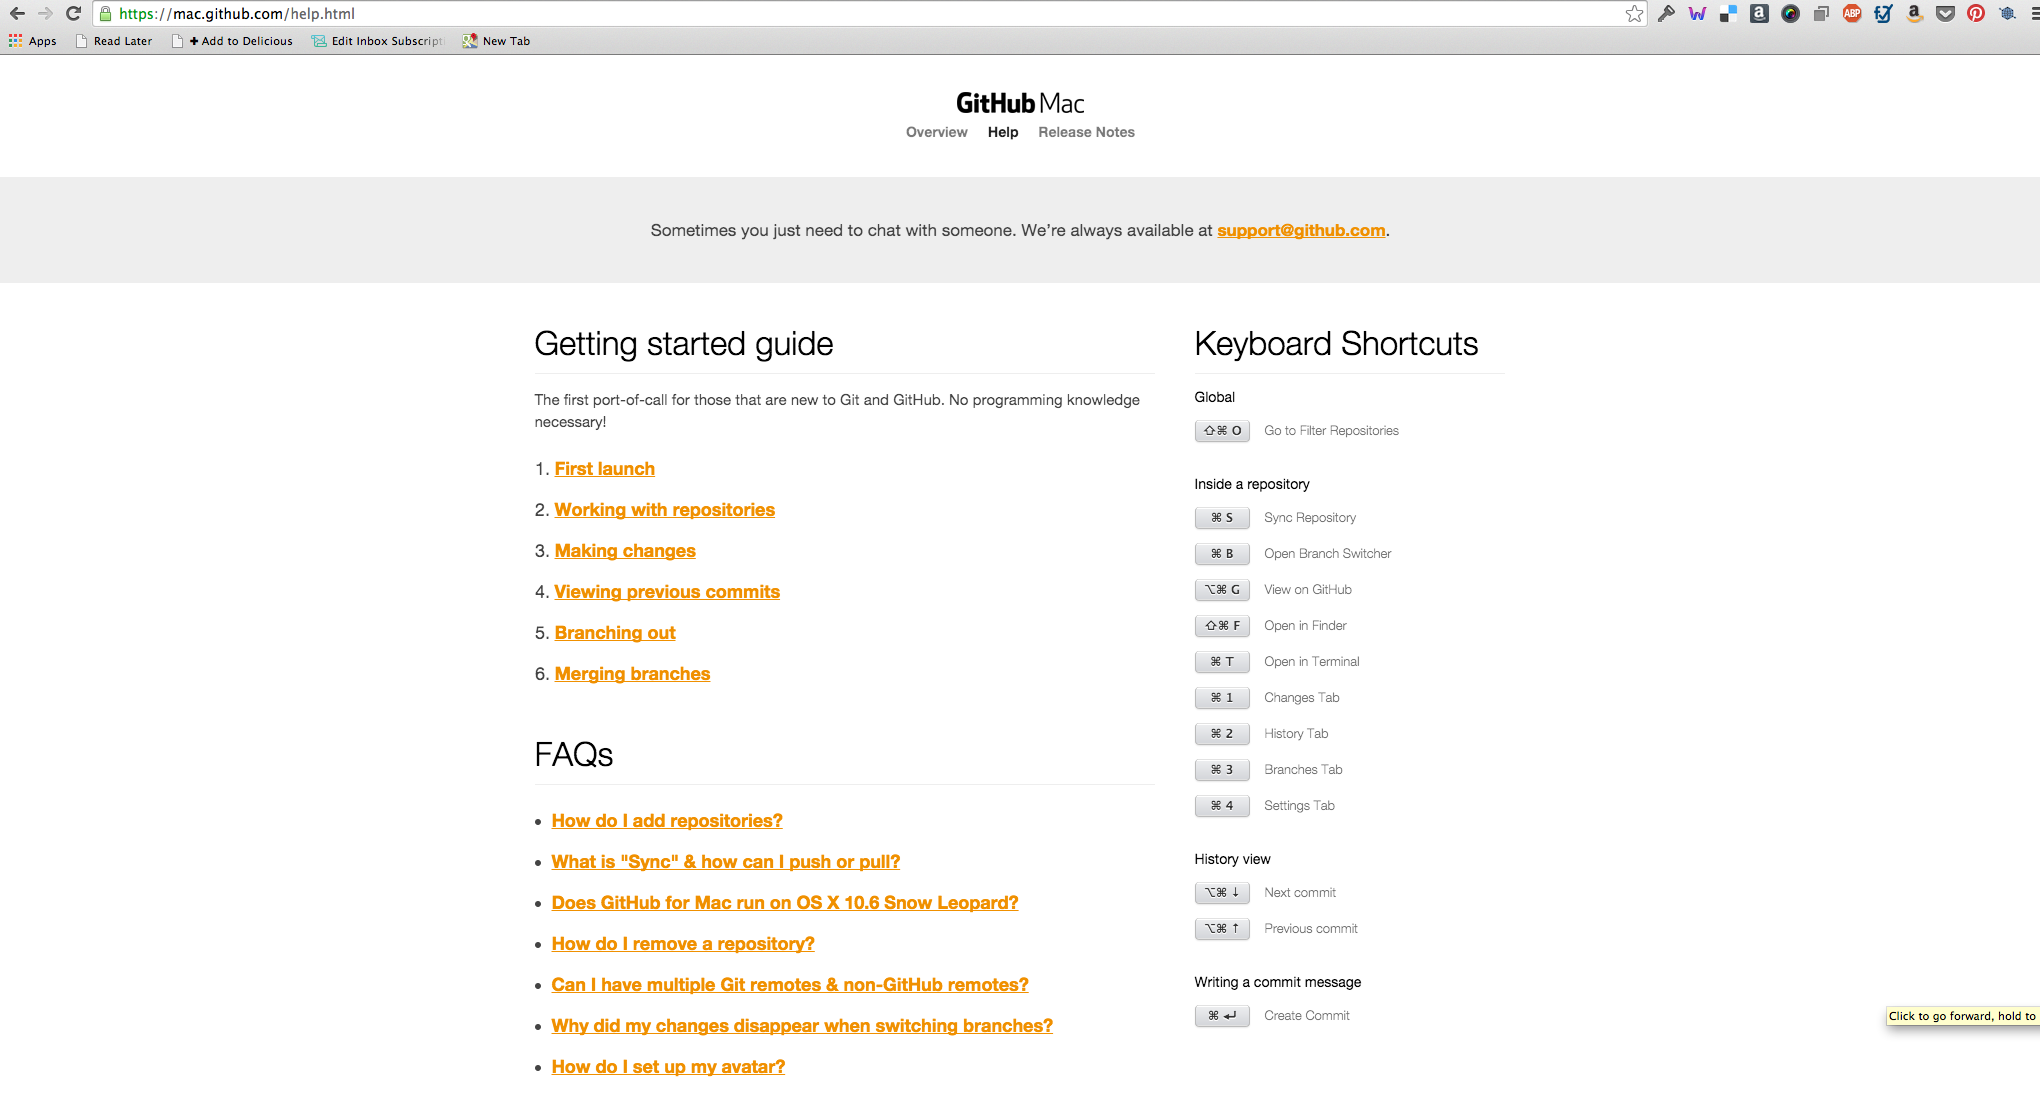 https://mac.github.com/help.html
Apps
Read Later
+ Add to Delicious
Edit Inbox Subscript
New Tab
GitHub Mac
Overview Help Release Notes
Sometimes you just need to chat with someone. We’re always available at support@github.com.
Getting started guide
The first port-of-call for those that are new to Git and GitHub. No programming knowledge
necessary!
1. First launch
2. Working with repositories
3. Making changes
4. Viewing previous commits
5. Branching out
6. Merging branches
FAQs
• How do I add repositories?
• What is "Sync" & how can I push or pull?
• Does GitHub for Mac run on OS X 10.6 Snow Leopard?
• How do I remove a repository?
• Can I have multiple Git remotes & non-GitHub remotes?
• Why did my changes disappear when switching branches?
• How do I set up my avatar?
Keyboard Shortcuts
Global
⇧⌘ O Go to Filter Repositories
Inside a repository
⌘ S Sync Repository
⌘ B Open Branch Switcher
⌥⌘ G View on GitHub
⇧⌘ F Open in Finder
⌘ T Open in Terminal
⌘ 1 Changes Tab
⌘ 2 History Tab
⌘ 3 Branches Tab
⌘ 4 Settings Tab
History view
⌥⌘ ↓ Next commit
⌥⌘ ↑ Previous commit
Writing a commit message
⌘ ↵ Create Commit
Click to go forward, hold to